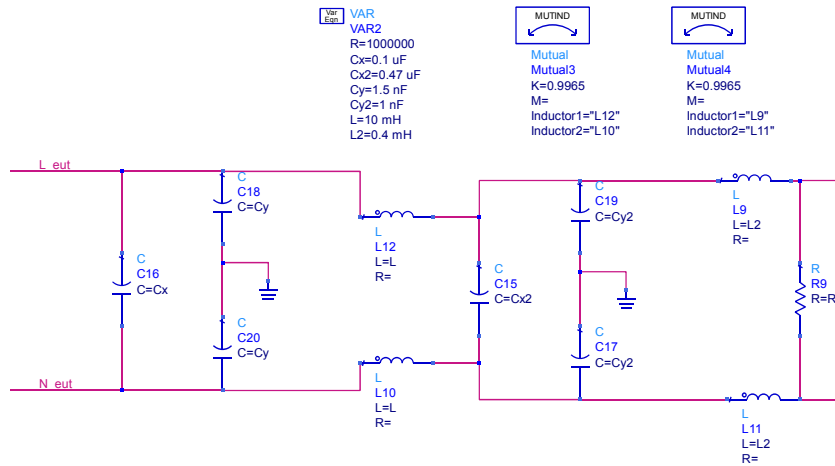 Var
Eqn
VAR
VAR2
R=1000000
Cx=0.1 uF
Cx2=0.47 uF
Cy=1.5 nF
Cy2=1 nF
L=10 mH
L2=0.4 mH
MUTIND
Mutual
Mutual3
K=0.9965
M=
Inductor1="L12"
Inductor2="L10"
MUTIND
Mutual
Mutual4
K=0.9965
M=
Inductor1="L9"
Inductor2="L11"
L_eut
C
C18
C=Cy
C
C16
C=Cx
C
C20
C=Cy
N_eut
L
L12
L=L
R=
C
C15
C=Cx2
L
L10
L=L
R=
C
C19
C=Cy2
C
C17
C=Cy2
L
L9
L=L2
R=
R
R9
R=R
L
L11
L=L2
R=